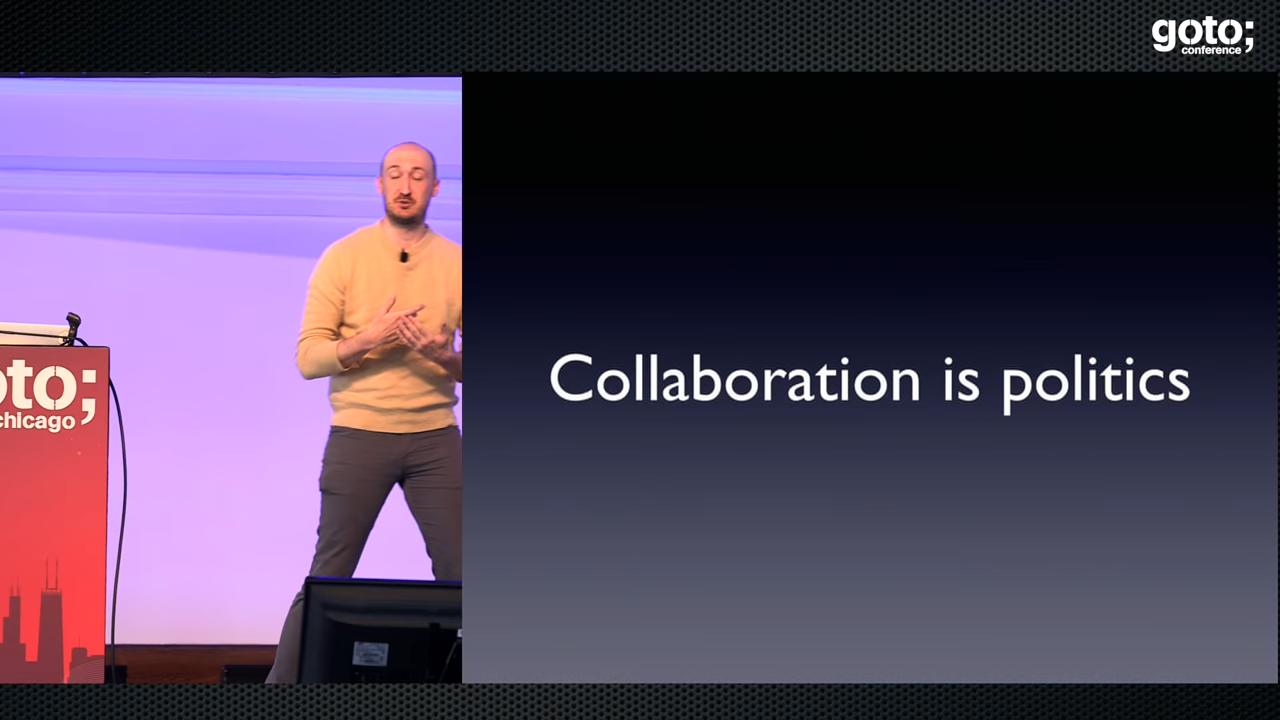 goto;
conference
Collaboration is politics
oto;
chicago